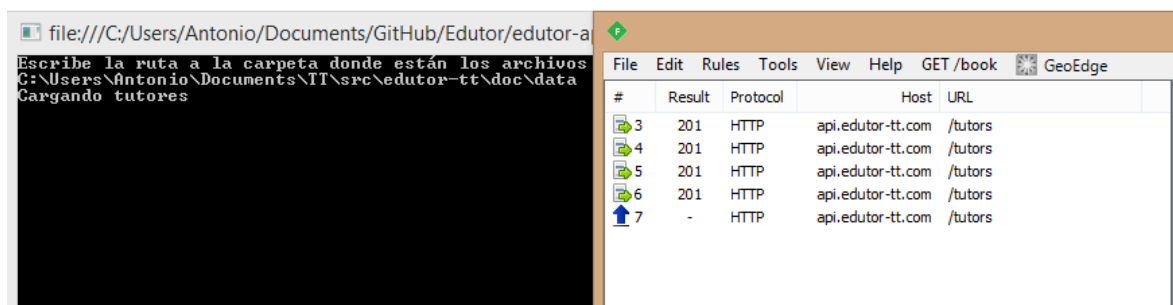 file:///C:/Users/Antonio/Documents/GitHub/Edutor/edutor-a
Escribe la ruta a la carpeta donde están los archivos
C:\Users\Antonio\Documents\TT\src\edutor-tt\doc\data
Cargando tutores
File Edit Rules Tools View Help GET /book GeoEdge
# Result Protocol Host URL
3 201 HTTP api.edutor-tt.com /tutors
4 201 HTTP api.edutor-tt.com /tutors
5 201 HTTP api.edutor-tt.com /tutors
6 201 HTTP api.edutor-tt.com /tutors
7 - HTTP api.edutor-tt.com /tutors